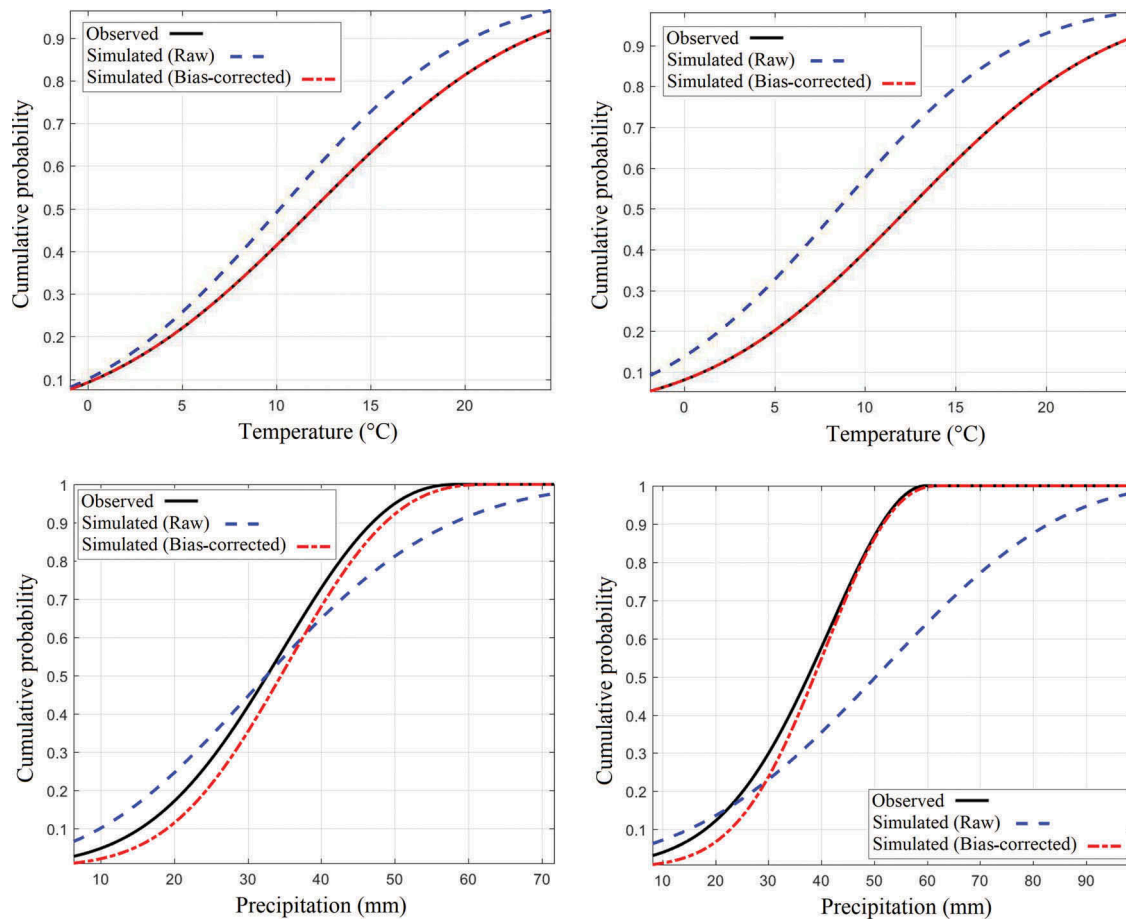 Observed
Simulated (Raw)
Simulated (Bias-corrected)
Cumulative probability
0.9
0.8
0.7
0.6
0.5
0.4
0.3
0.2
0.1
0 5 10 15 20
Temperature (°C)
Observed
Simulated (Raw)
Simulated (Bias-corrected)
Cumulative probability
0.9
0.8
0.7
0.6
0.5
0.4
0.3
0.2
0.1
0 5 10 15 20
Temperature (°C)
Observed
Simulated (Raw)
Simulated (Bias-corrected)
Cumulative probability
1
0.9
0.8
0.7
0.6
0.5
0.4
0.3
0.2
0.1
10 20 30 40 50 60 70
Precipitation (mm)
Cumulative probability
1
0.9
0.8
0.7
0.6
0.5
0.4
0.3
0.2
0.1
Observed
Simulated (Raw)
Simulated (Bias-corrected)
10 20 30 40 50 60 70 80 90
Precipitation (mm)